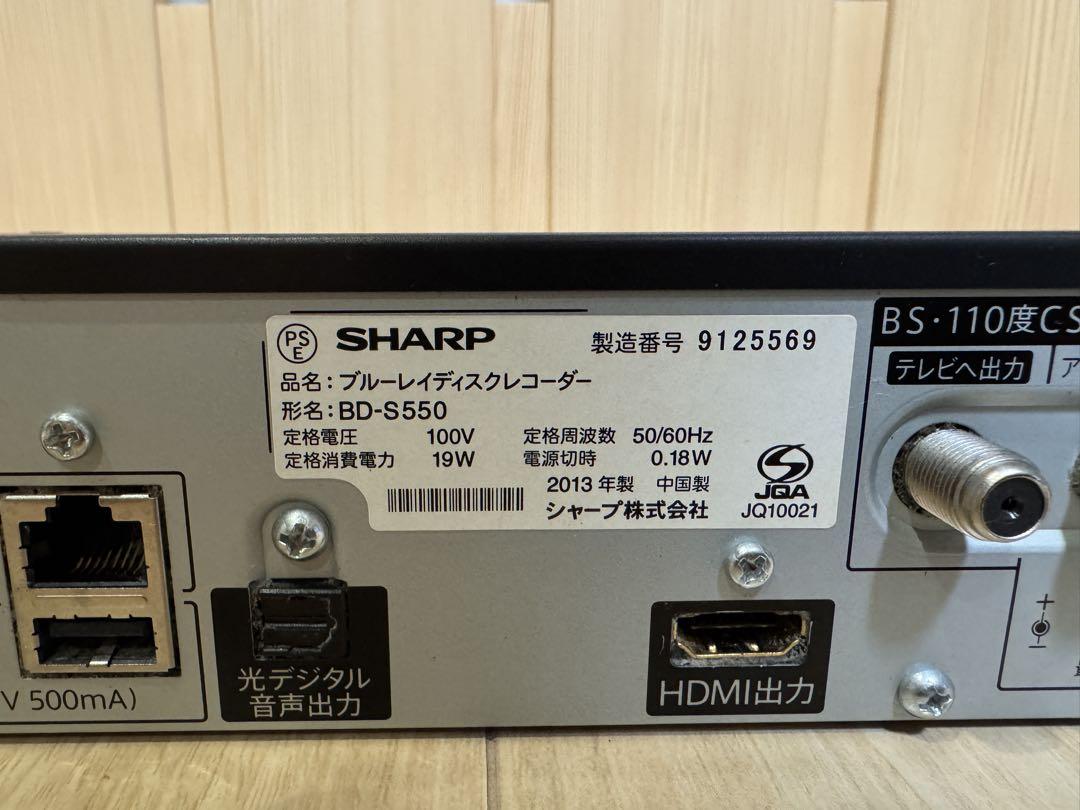 PS
E
SHARP
製造番号 9125569
品名：ブルーレイディスクレコーダー
形名：BD-S550
定格電圧 100V 定格周波数 50/60Hz
定格消費電力 19W 電源切時 0.18W
2013 年製 中国製
シャープ株式会社
JQA
JQ10021
BS・110度CS
テレビへ出力
ア
V 500mA)
光デジタル
音声出力
HDMI出力
+
-